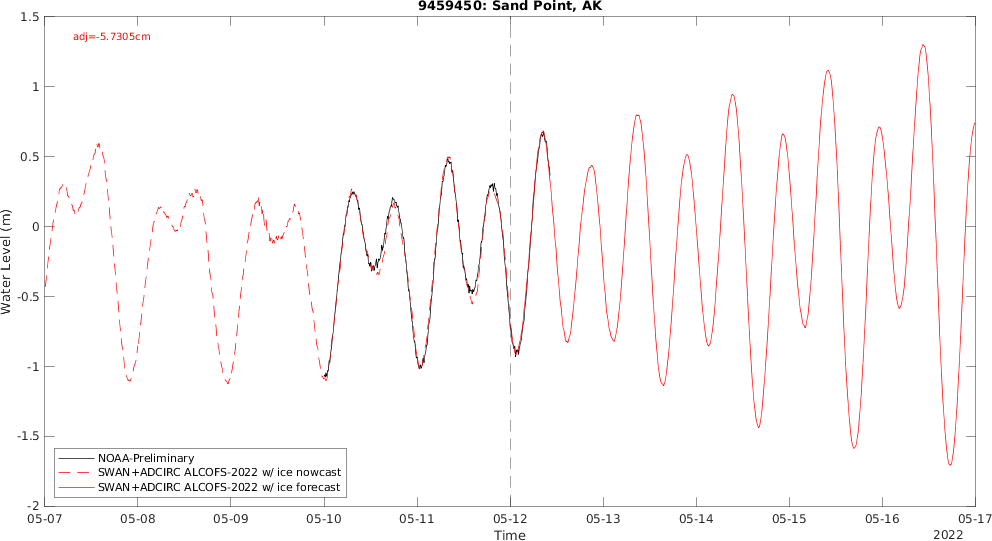 9459450: Sand Point, AK
adj=-5.7305cm
Water Level (m)
1.5
1
0.5
0
-0.5
-1
-1.5
-2
NOAA-Preliminary
SWAN+ADCIRC ALCOFS-2022 w/ ice nowcast
SWAN+ADCIRC ALCOFS-2022 w/ ice forecast
05-07 05-08 05-09 05-10 05-11 05-12 05-13 05-14 05-15 05-16 05-17
Time
2022